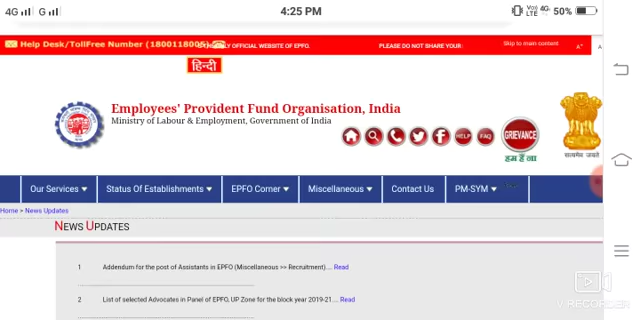 4G G 4:25 PM Vo) 4G 50%
Help Desk/TollFree Number (1800118005) NLY OFFICIAL WEBSITE OF EPFO. PLEASE DO NOT SHARE YOUR Skip to main content A+ A
हिन्दी
Employees' Provident Fund Organisation, India
Ministry of Labour & Employment, Government of India
HELP FAQ GRIEVANCE
हम हैं ना
सत्यमेव जयते
Our Services Status Of Establishments EPFO Corner Miscellaneous Contact Us PM-SYM
Home > News Updates
NEWS UPDATES
1 Addendum for the post of Assistants in EPFO (Miscellaneous >> Recruitment).... Read
2 List of selected Advocates in Panel of EPFO, UP Zone for the block year 2019-21.... Read
V RECORDER